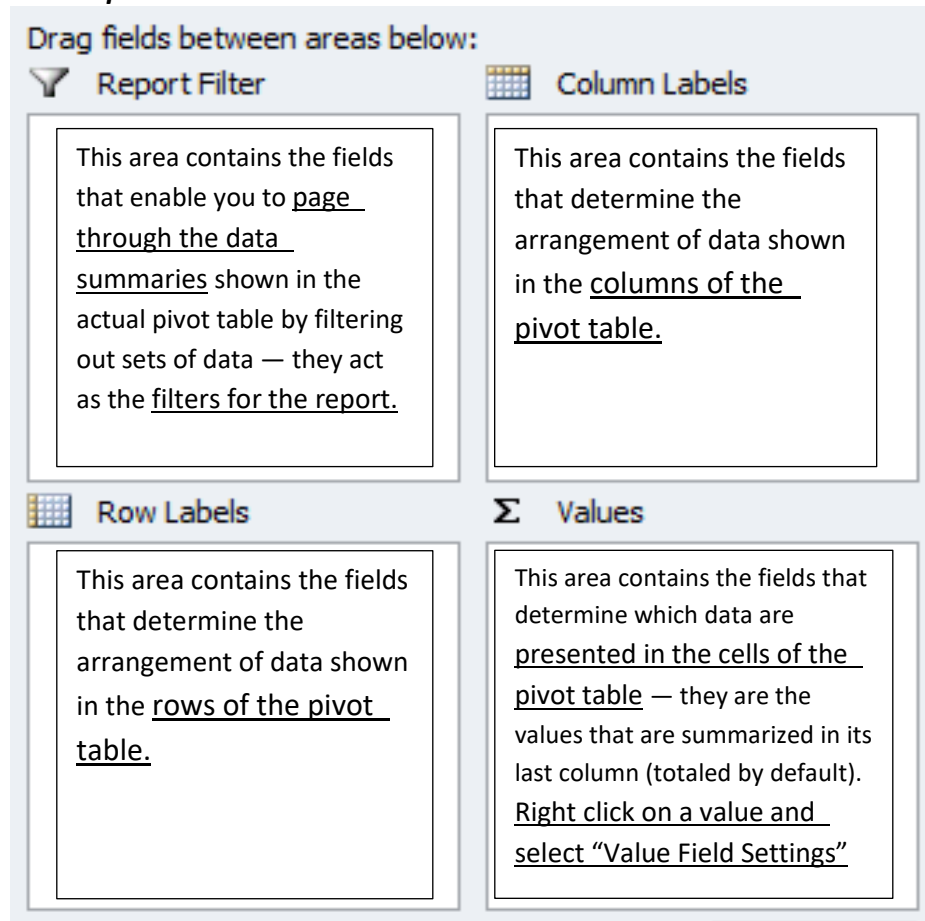 Drag fields between areas below:
Report Filter
This area contains the fields
that enable you to page
through the data
summaries shown in the
actual pivot table by filtering
out sets of data — they act
as the filters for the report.
Column Labels
This area contains the fields
that determine the
arrangement of data shown
in the columns of the
pivot table.
Row Labels
This area contains the fields
that determine the
arrangement of data shown
in the rows of the pivot
table.
Σ Values
This area contains the fields that
determine which data are
presented in the cells of the
pivot table — they are the
values that are summarized in its
last column (totaled by default).
Right click on a value and
select “Value Field Settings”